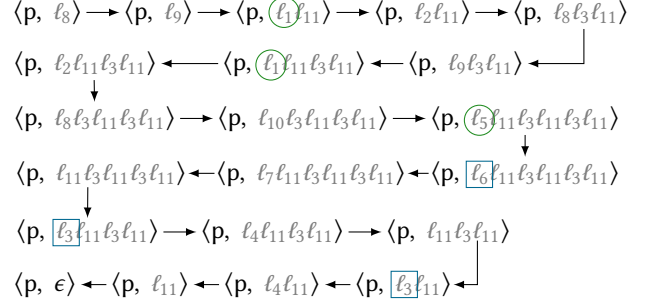 ⟨p, ℓ₈⟩ → ⟨p, ℓ₉⟩ → ⟨p, ℓ₁ℓ₁₁⟩ → ⟨p, ℓ₂ℓ₁₁⟩ → ⟨p, ℓ₈ℓ₃ℓ₁₁⟩
⟨p, ℓ₂ℓ₁₁ℓ₃ℓ₁₁⟩ ← ⟨p, ℓ₁ℓ₁₁ℓ₃ℓ₁₁⟩ ← ⟨p, ℓ₉ℓ₃ℓ₁₁⟩
⟨p, ℓ₈ℓ₃ℓ₁₁ℓ₃ℓ₁₁⟩ → ⟨p, ℓ₁₀ℓ₃ℓ₁₁ℓ₃ℓ₁₁⟩ → ⟨p, ℓ₅ℓ₁₁ℓ₃ℓ₁₁ℓ₃ℓ₁₁⟩
⟨p, ℓ₁₁ℓ₃ℓ₁₁ℓ₃ℓ₁₁⟩ ← ⟨p, ℓ₇ℓ₁₁ℓ₃ℓ₁₁ℓ₃ℓ₁₁⟩ ← ⟨p, ℓ₆ℓ₁₁ℓ₃ℓ₁₁ℓ₃ℓ₁₁⟩
⟨p, ℓ₃ℓ₁₁ℓ₃ℓ₁₁⟩ → ⟨p, ℓ₄ℓ₁₁ℓ₃ℓ₁₁⟩ → ⟨p, ℓ₁₁ℓ₃ℓ₁₁⟩
⟨p, ϵ⟩ ← ⟨p, ℓ₁₁⟩ ← ⟨p, ℓ₄ℓ₁₁⟩ ← ⟨p, ℓ₃ℓ₁₁⟩